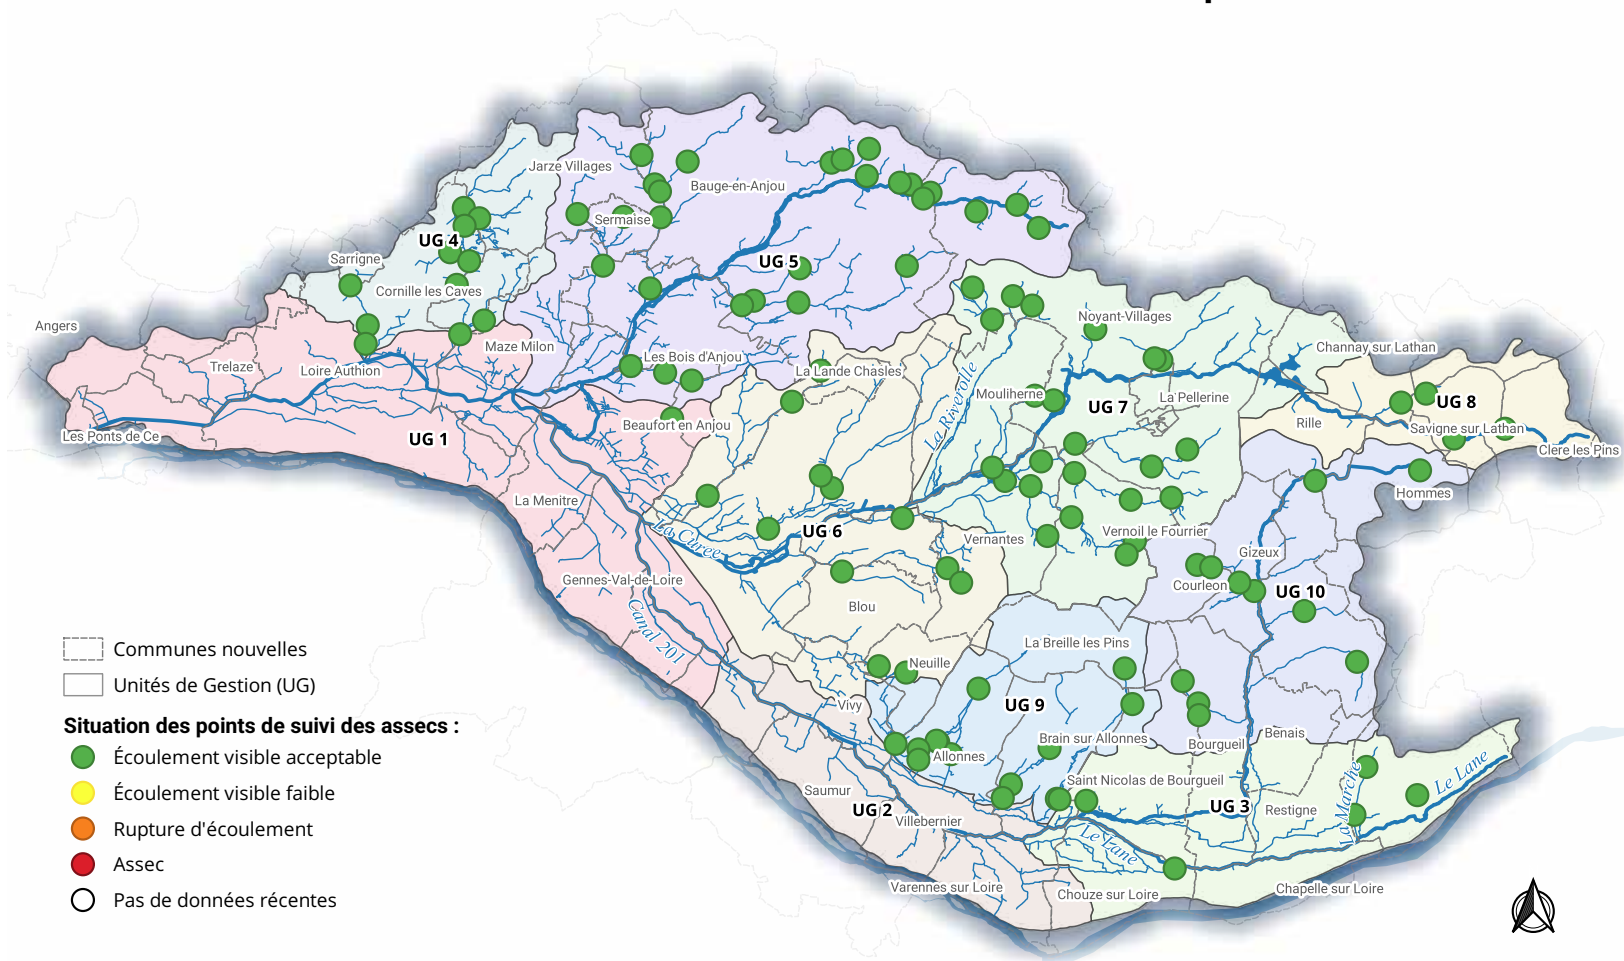 Jarze Villages
Bauge-en-Anjou
Sermaise
UG 4
Sarrigne
UG 5
Cornille les Caves
Angers
Noyant-Villages
Maze Milon
Channay sur Lathan
Les Bois d'Anjou
Trelaze
Loire Authion
La Lande Chasles
La Riverolle
Mouliherne
La Pellerine
UG 7
UG 8
Rille
Beaufort en Anjou
Savigne sur Lathan
Les Ponts de Ce
UG 1
Clere les Pins
Hommes
La Menitre
La Curee
UG 6
Vernantes
Vernoil le Fourrier
Gizeux
Gennes-Val-de-Loire
Courleon
UG 10
Blou
Canal 201
La Breille les Pins
Neuille
Vivy
UG 9
Benais
Brain sur Allonnes
Bourgueil
Allonnes
Saint Nicolas de Bourgueil
Le Lane
La Marche
Saumur
UG 2
UG 3
Restigne
Villebernier
Le Lane
Varennes sur Loire
Chouze sur Loire
Chapelle sur Loire
Communes nouvelles
Unités de Gestion (UG)
Situation des points de suivi des assecs :
Écoulement visible acceptable
Écoulement visible faible
Rupture d'écoulement
Assec
Pas de données récentes